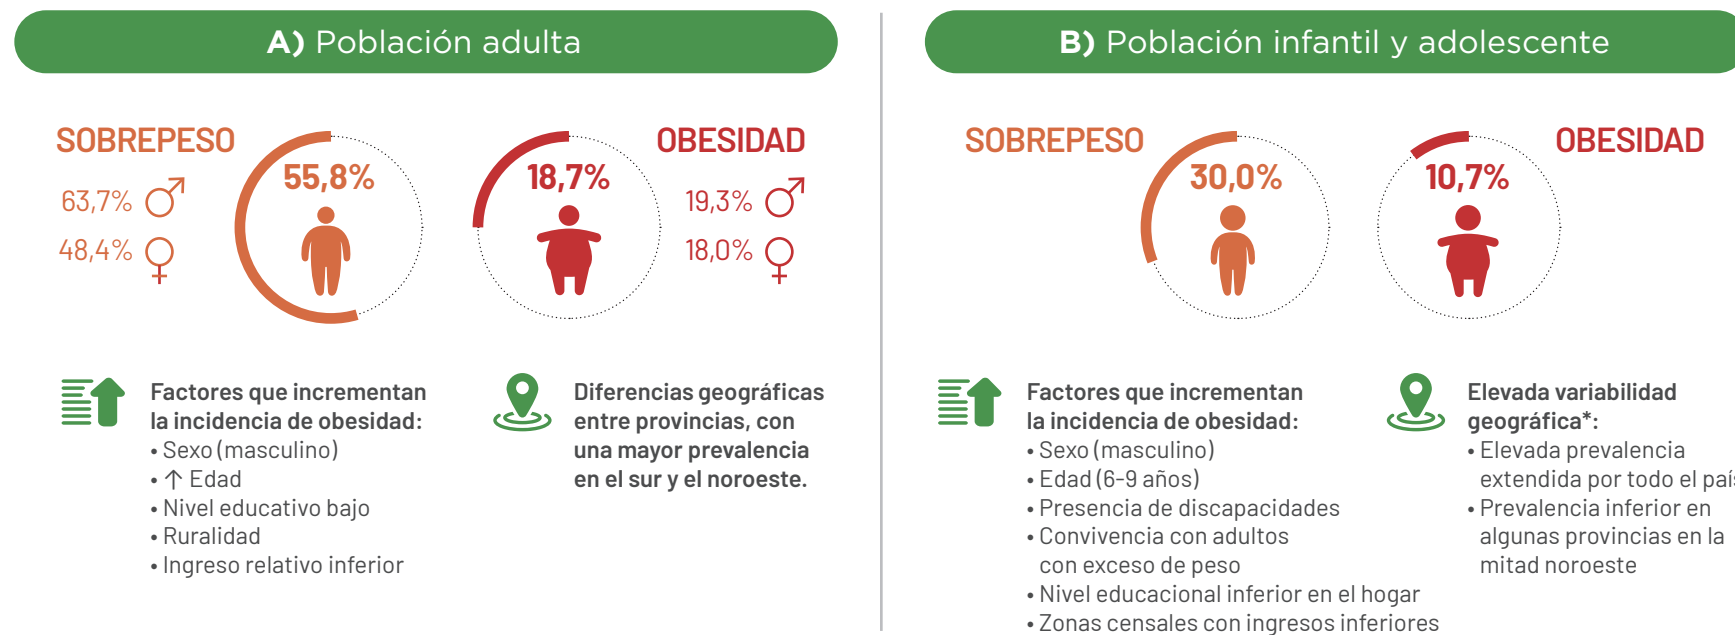 A) Población adulta
SOBREPESO
63,7%
48,4%
55,8%
18,7%
OBESIDAD
19,3%
18,0%
Factores que incrementan
la incidencia de obesidad:
• Sexo (masculino)
• ↑ Edad
• Nivel educativo bajo
• Ruralidad
• Ingreso relativo inferior
Diferencias geográficas
entre provincias, con
una mayor prevalencia
en el sur y el noroeste.
B) Población infantil y adolescente
SOBREPESO
30,0%
10,7%
OBESIDAD
Factores que incrementan
la incidencia de obesidad:
• Sexo (masculino)
• Edad (6-9 años)
• Presencia de discapacidades
• Convivencia con adultos
con exceso de peso
• Nivel educacional inferior en el hogar
• Zonas censales con ingresos inferiores
Elevada variabilidad
geográfica*:
• Elevada prevalencia
extendida por todo el país
• Prevalencia inferior en
algunas provincias en la
mitad noroeste